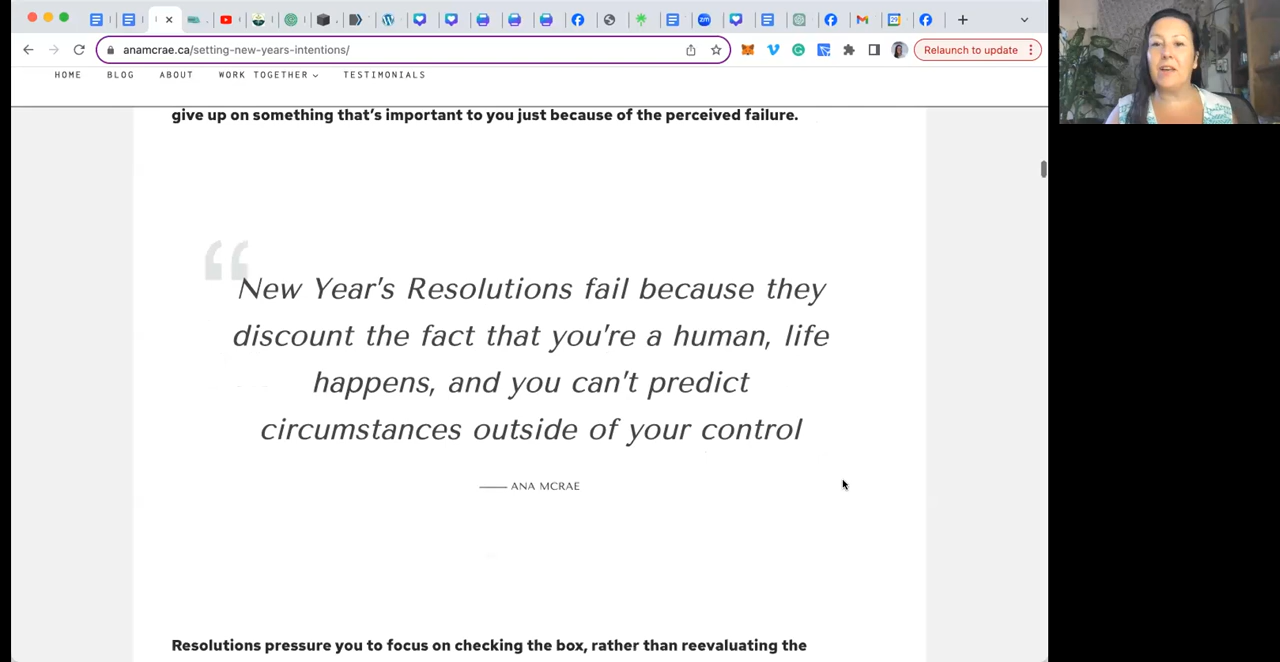 anamcrae.ca/setting-new-years-intentions/
Relaunch to update
HOME BLOG ABOUT WORK TOGETHER TESTIMONIALS
give up on something that's important to you just because of the perceived failure.
“
New Year's Resolutions fail because they
discount the fact that you're a human, life
happens, and you can't predict
circumstances outside of your control
—— ANA MCRAE
Resolutions pressure you to focus on checking the box, rather than reevaluating the